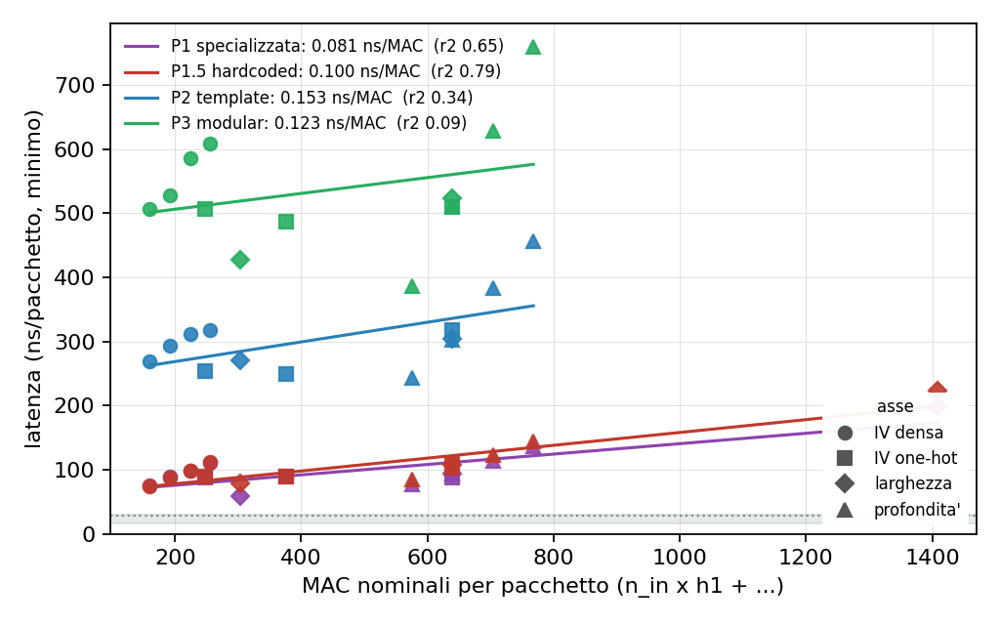 P1 specializzata: 0.081 ns/MAC (r2 0.65)
P1.5 hardcoded: 0.100 ns/MAC (r2 0.79)
P2 template: 0.153 ns/MAC (r2 0.34)
P3 modular: 0.123 ns/MAC (r2 0.09)
latenza (ns/pacchetto, minimo)
700
600
500
400
300
200
100
0
asse
IV densa
IV one-hot
larghezza
profondita'
200 400 600 800 1000 1200 1400
MAC nominali per pacchetto (n_in x h1 + ...)